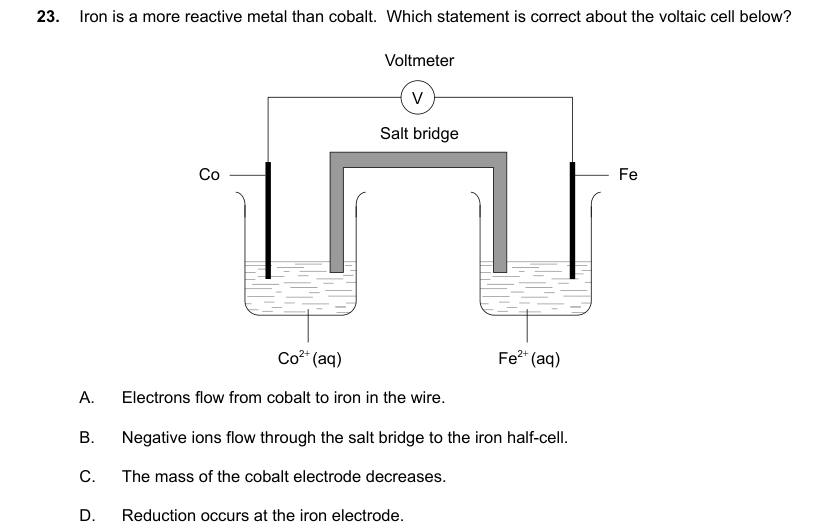 23. Iron is a more reactive metal than cobalt. Which statement is correct about the voltaic cell below?
Voltmeter
V
Salt bridge
Co
Fe
Co²⁺ (aq)
Fe²⁺ (aq)
A. Electrons flow from cobalt to iron in the wire.
B. Negative ions flow through the salt bridge to the iron half-cell.
C. The mass of the cobalt electrode decreases.
D. Reduction occurs at the iron electrode.